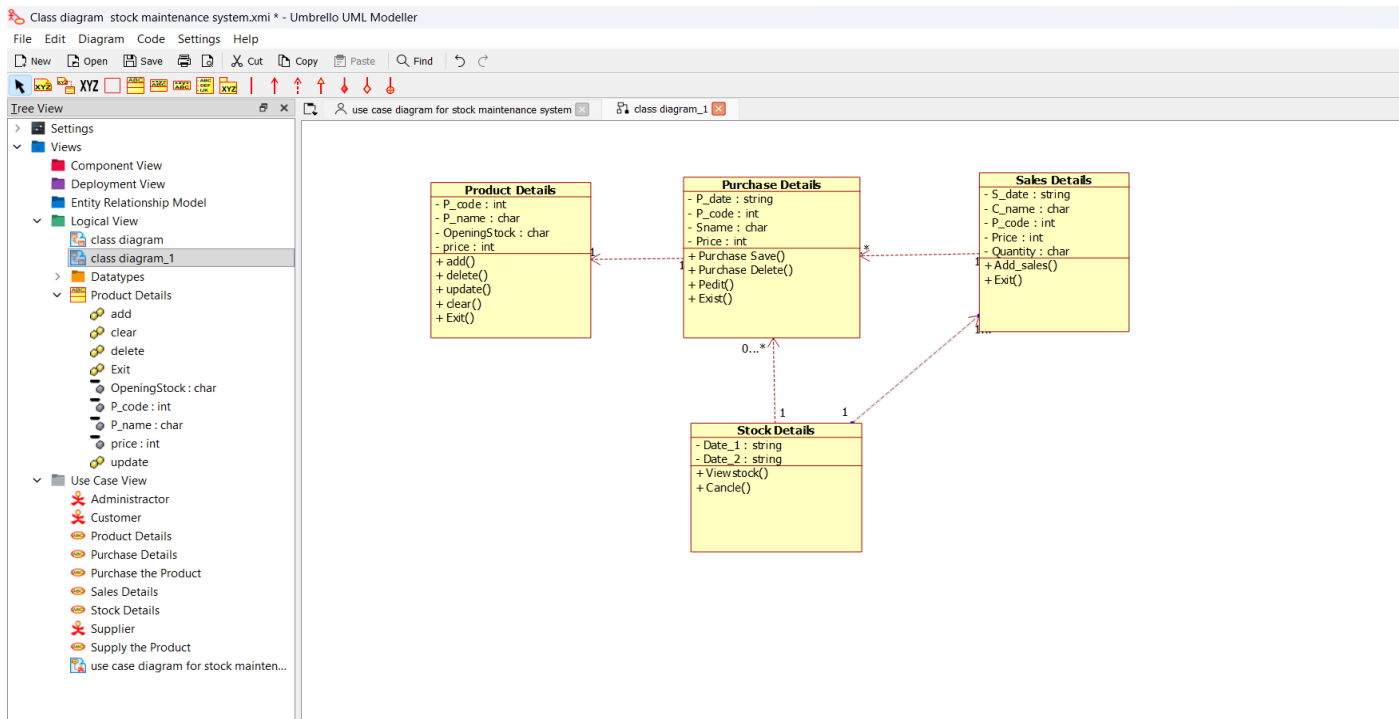 Class diagram stock maintenance system.xmi * - Umbrello UML Modeller
File Edit Diagram Code Settings Help
New Open Save Cut Copy Paste Find
XYZ XYZ ABC ABC ABC XYZ
Tree View
use case diagram for stock maintenance system
class diagram_1
Settings
Views
Component View
Deployment View
Entity Relationship Model
Logical View
class diagram
class diagram_1
Datatypes
Product Details
add
clear
delete
Exit
OpeningStock : char
P_code : int
P_name : char
price : int
update
Use Case View
Administractor
Customer
Product Details
Purchase Details
Purchase the Product
Sales Details
Stock Details
Supplier
Supply the Product
use case diagram for stock mainten...
Product Details
- P_code : int
- P_name : char
- OpeningStock : char
- price : int
+ add()
+ delete()
+ update()
+ clear()
+ Exit()
1
1
Purchase Details
- P_date : string
- P_code : int
- Sname : char
- Price : int
+ Purchase Save()
+ Purchase Delete()
+ Pedit()
+ Exist()
*
1
Sales Details
- S_date : string
- C_name : char
- P_code : int
- Price : int
- Quantity : char
+ Add_sales()
+ Exit()
1...
0...*
1
1
Stock Details
- Date_1 : string
- Date_2 : string
+ Viewstock()
+ Cancle()